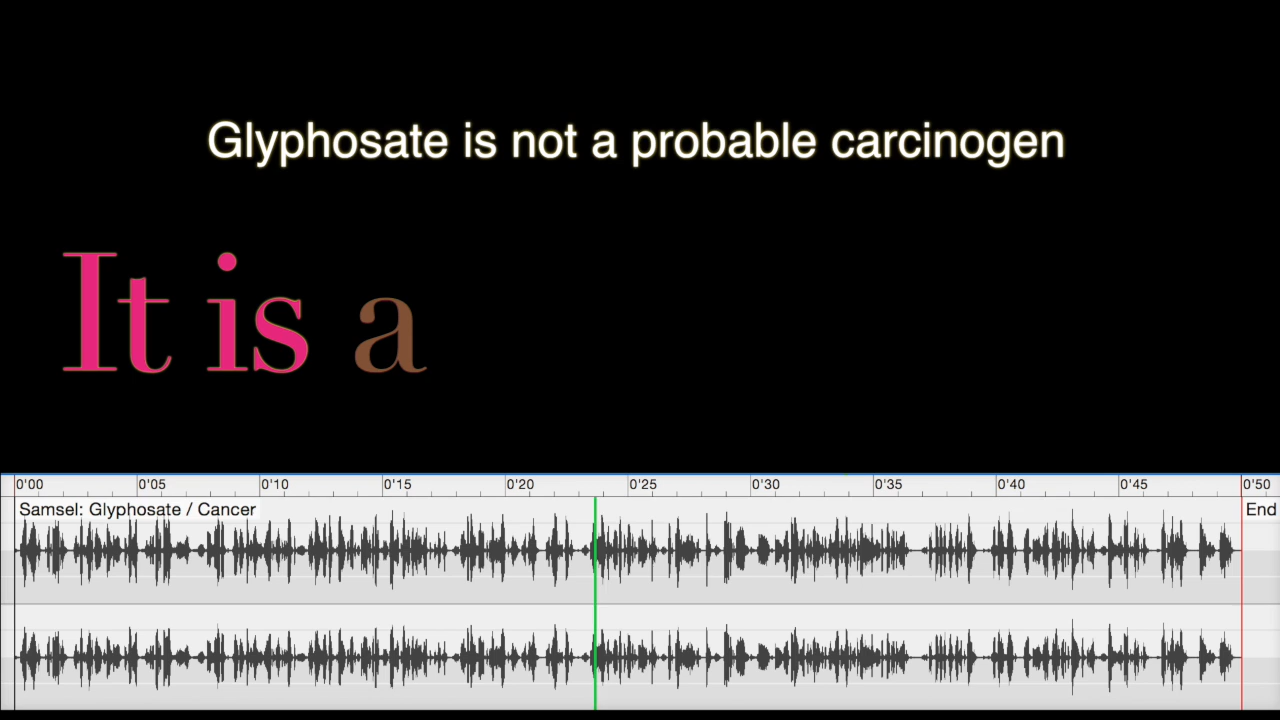 Glyphosate is not a probable carcinogen
It is a
0'00 0'05 0'10 0'15 0'20 0'25 0'30 0'35 0'40 0'45 0'50
Samsel: Glyphosate / Cancer End